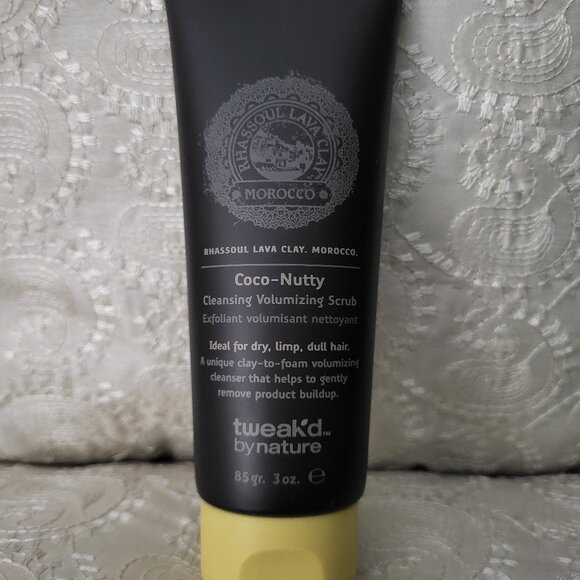 RHASSOUL LAVA CLAY
MOROCCO
RHASSOUL LAVA CLAY. MOROCCO.
Coco-Nutty
Cleansing Volumizing Scrub
Exfoliant volumisant nettoyant
Ideal for dry, limp, dull hair.
A unique clay-to-foam volumizing
cleanser that helps to gently
remove product buildup.
tweak'd™
by nature
85gr. 3oz. ℮